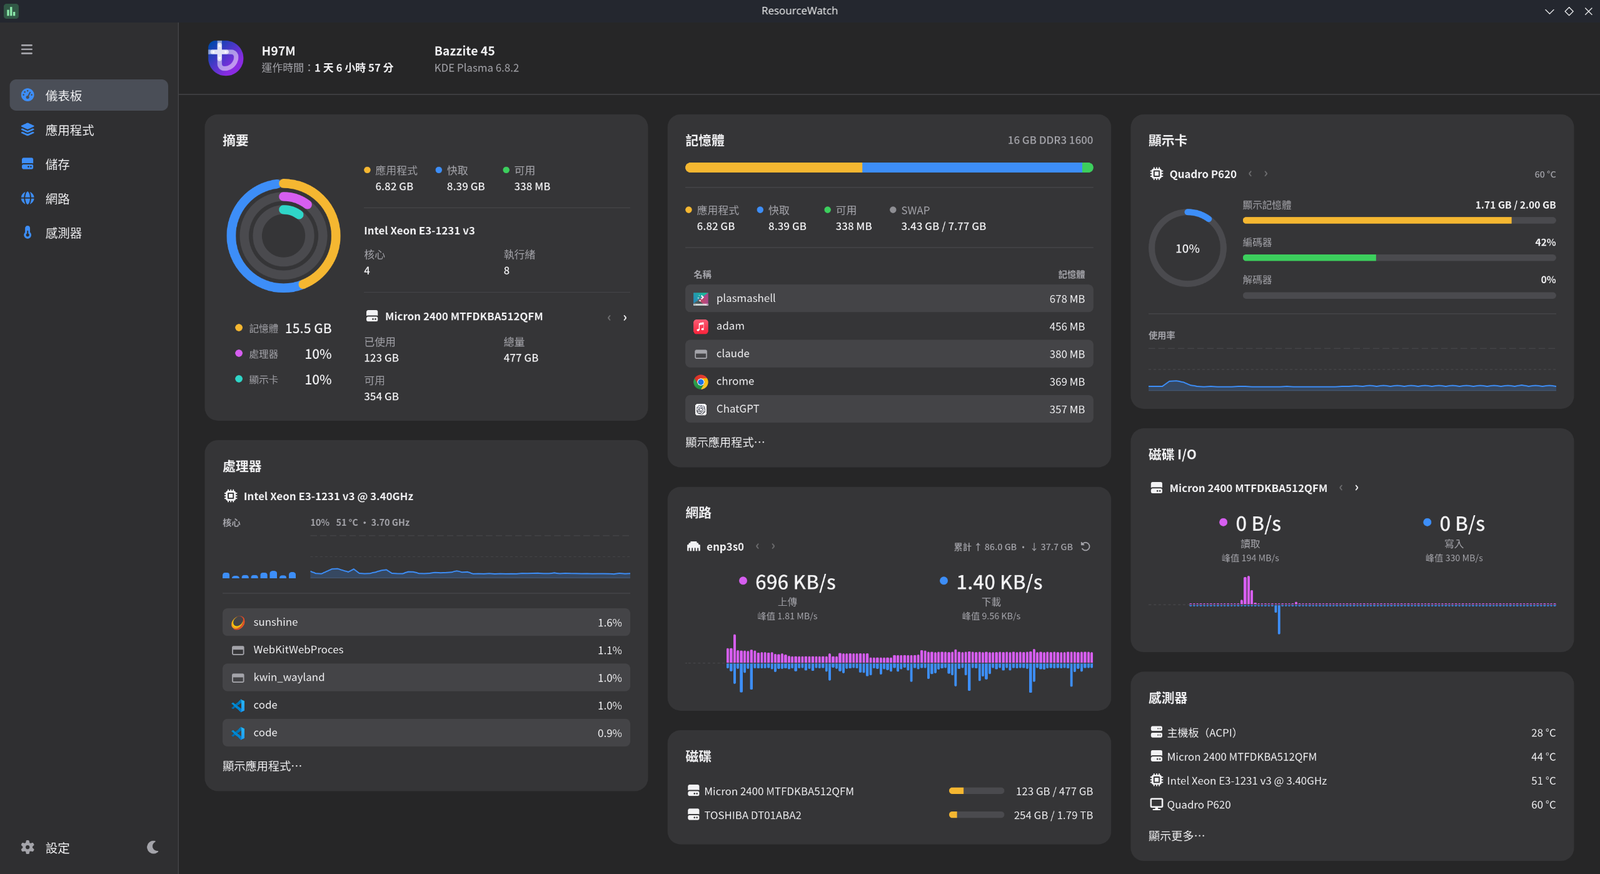 ResourceWatch
H97M
運作時間：1 天 6 小時 57 分
Bazzite 45
KDE Plasma 6.8.2
儀表板
應用程式
儲存
網路
感測器
設定
摘要
應用程式
6.82 GB
快取
8.39 GB
可用
338 MB
Intel Xeon E3-1231 v3
核心
4
執行緒
8
Micron 2400 MTFDKBA512QFM
已使用
123 GB
總量
477 GB
可用
354 GB
記憶體 15.5 GB
處理器 10%
顯示卡 10%
處理器
Intel Xeon E3-1231 v3 @ 3.40GHz
核心
10% 51 °C • 3.70 GHz
sunshine 1.6%
WebKitWebProces 1.1%
kwin_wayland 1.0%
code 1.0%
code 0.9%
顯示應用程式…
記憶體
16 GB DDR3 1600
應用程式
6.82 GB
快取
8.39 GB
可用
338 MB
SWAP
3.43 GB / 7.77 GB
名稱 記憶體
plasmashell 678 MB
adam 456 MB
claude 380 MB
chrome 369 MB
ChatGPT 357 MB
顯示應用程式…
網路
enp3s0
累計 ↑ 86.0 GB • ↓ 37.7 GB
696 KB/s
上傳
峰值 1.81 MB/s
1.40 KB/s
下載
峰值 9.56 KB/s
磁碟
Micron 2400 MTFDKBA512QFM 123 GB / 477 GB
TOSHIBA DT01ABA2 254 GB / 1.79 TB
顯示卡
Quadro P620
60 °C
10%
顯示記憶體 1.71 GB / 2.00 GB
編碼器 42%
解碼器 0%
使用率
磁碟 I/O
Micron 2400 MTFDKBA512QFM
0 B/s
讀取
峰值 194 MB/s
0 B/s
寫入
峰值 330 MB/s
感測器
主機板（ACPI） 28 °C
Micron 2400 MTFDKBA512QFM 44 °C
Intel Xeon E3-1231 v3 @ 3.40GHz 51 °C
Quadro P620 60 °C
顯示更多…